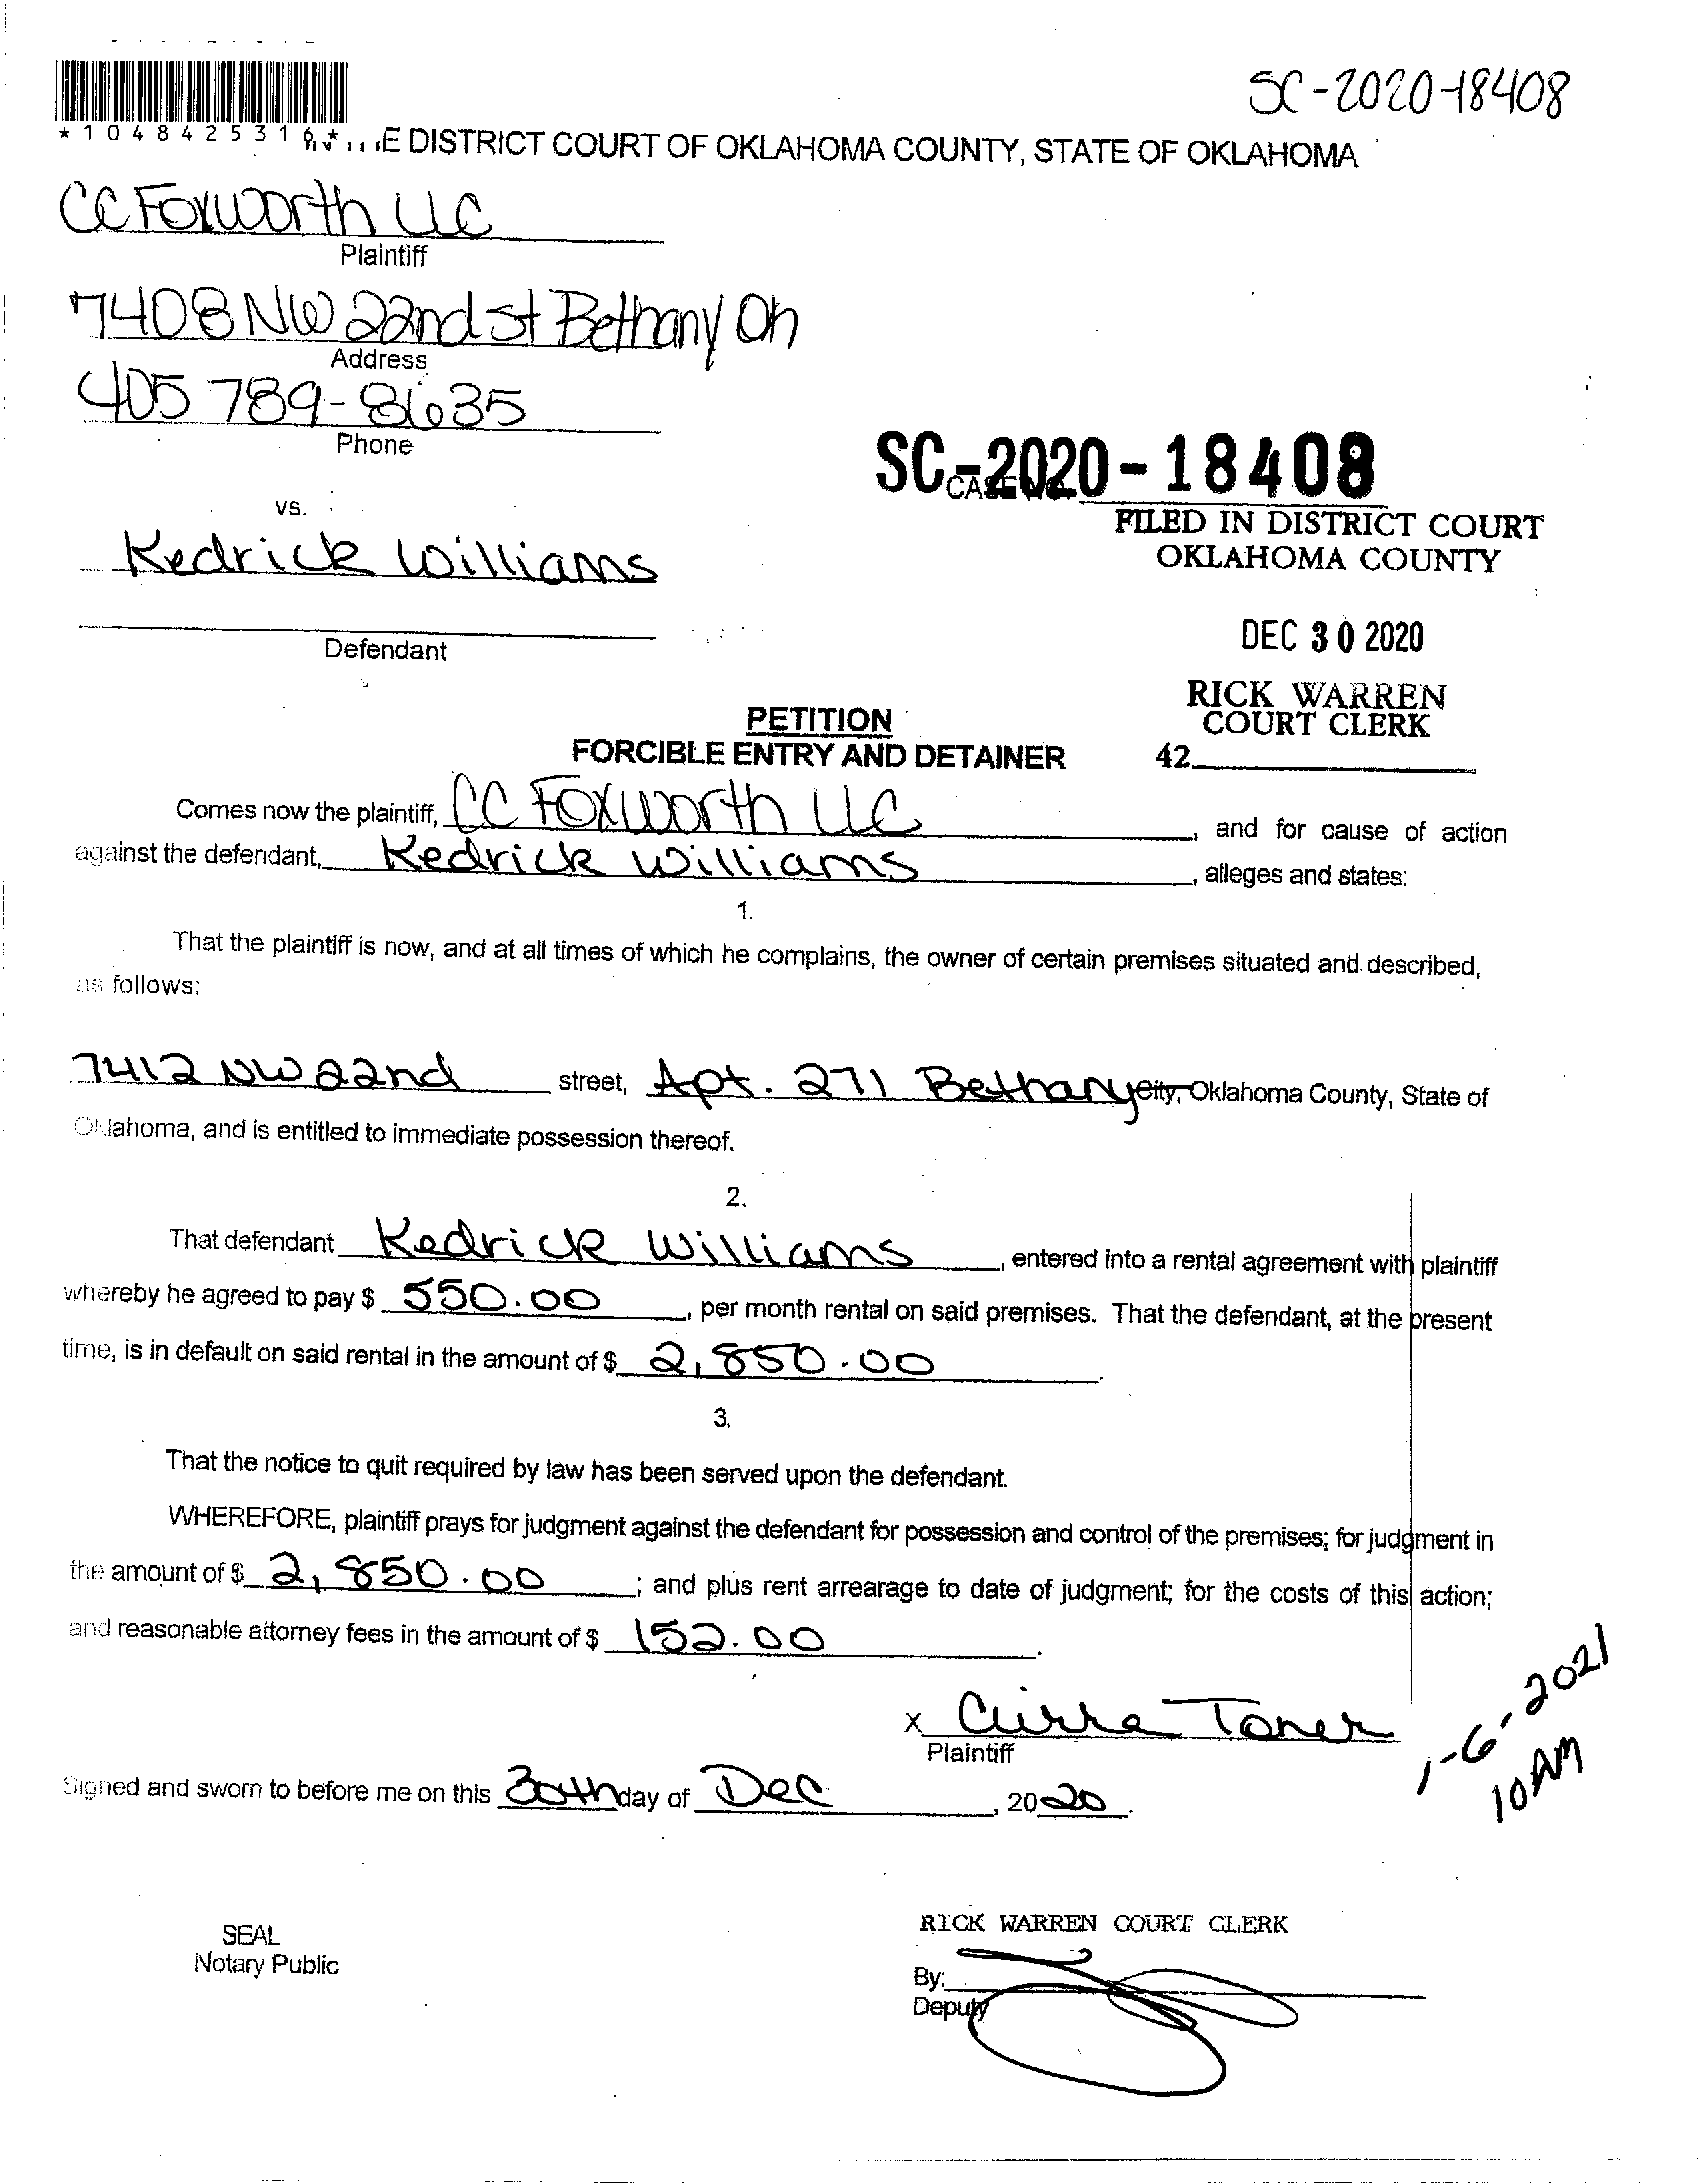 SC-2020-18408
*1048425316*
E DISTRICT COURT OF OKLAHOMA COUNTY, STATE OF OKLAHOMA
CC Foxworth LLC
Plaintiff
7408 NW 22nd St Bethany Ok
Address
405 789-8635
Phone
SC-2020-18408
vs.
FILED IN DISTRICT COURT
OKLAHOMA COUNTY
Kedrick Williams
DEC 30 2020
Defendant
RICK WARREN
COURT CLERK
42
PETITION
FORCIBLE ENTRY AND DETAINER
Comes now the plaintiff, CC Foxworth LLC, and for cause of action
against the defendant, Kedrick Williams, alleges and states:
1.
That the plaintiff is now, and at all times of which he complains, the owner of certain premises situated and described,
as follows:
7412 NW 22nd street, Apt. 271 Bethany City, Oklahoma County, State of
Oklahoma, and is entitled to immediate possession thereof.
2.
That defendant Kedrick Williams, entered into a rental agreement with plaintiff
whereby he agreed to pay $ 550.00, per month rental on said premises. That the defendant, at the present
time, is in default on said rental in the amount of $ 2,850.00.
3.
That the notice to quit required by law has been served upon the defendant.
WHEREFORE, plaintiff prays for judgment against the defendant for possession and control of the premises; for judgment in
the amount of $ 2,850.00; and plus rent arrearage to date of judgment; for the costs of this action;
and reasonable attorney fees in the amount of $ 152.00.
X Cirra Toner
Plaintiff
1-6-2021
10 AM
Signed and sworn to before me on this 30th day of Dec, 2020.
SEAL
Notary Public
RICK WARREN COURT CLERK
By:
Deputy